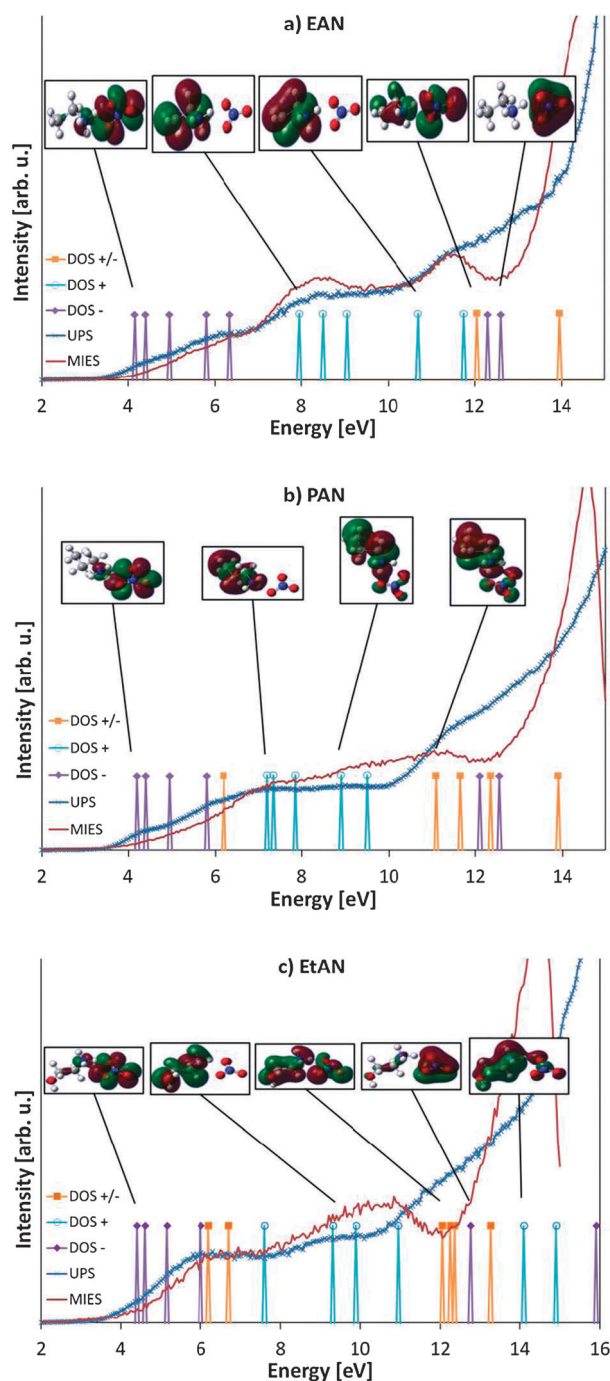 a) EAN
Intensity [arb. u.]
DOS +/-
DOS +
DOS -
UPS
MIES
2 4 6 8 10 12 14
Energy [eV]
b) PAN
Intensity [arb. u.]
DOS +/-
DOS +
DOS -
UPS
MIES
2 4 6 8 10 12 14
Energy [eV]
c) EtAN
Intensity [arb. u.]
DOS +/-
DOS +
DOS -
UPS
MIES
2 4 6 8 10 12 14 16
Energy [eV]